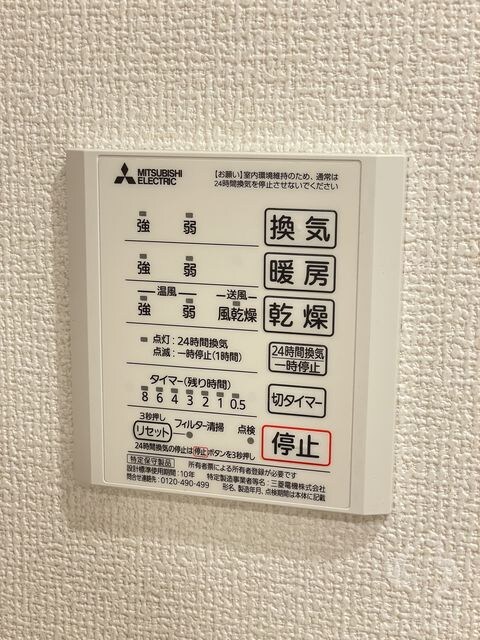 MITSUBISHI ELECTRIC
【お願い】室内環境維持のため、通常は
24時間換気を停止させないでください
強 弱 換気
強 弱 暖房
温風 送風
強 弱 風乾燥 乾燥
点灯：24時間換気
点滅：一時停止(1時間)
24時間換気
一時停止
タイマー(残り時間)
8 6 4 3 2 1 0.5 切タイマー
3秒押し
リセット フィルター清掃 点検 停止
24時間換気の停止は停止ボタンを3秒押し
特定保守製品 所有者票による所有者登録が必要です
設計標準使用期間：10年 特定製造事業者等名：三菱電機株式会社
問合せ連絡先：0120-490-499 形名、製造年月、点検期間は本体に記載